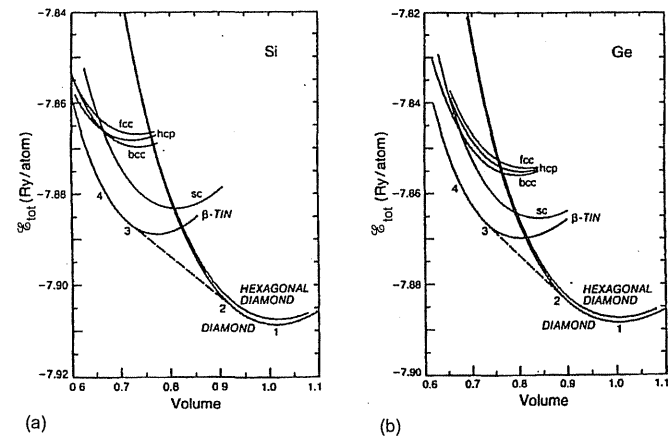 Si
-7.84
-7.86
-7.88
-7.90
-7.92
ℰtot (Ry/atom)
fcc
hcp
bcc
sc
β-TIN
4
3
2
HEXAGONAL
DIAMOND
DIAMOND
1
0.6 0.7 0.8 0.9 1.0 1.1
Volume
(a)
Ge
-7.82
-7.84
-7.86
-7.88
-7.90
ℰtot (Ry/atom)
fcc
hcp
bcc
sc
β-TIN
4
3
2
HEXAGONAL
DIAMOND
DIAMOND
1
0.6 0.7 0.8 0.9 1.0 1.1
Volume
(b)